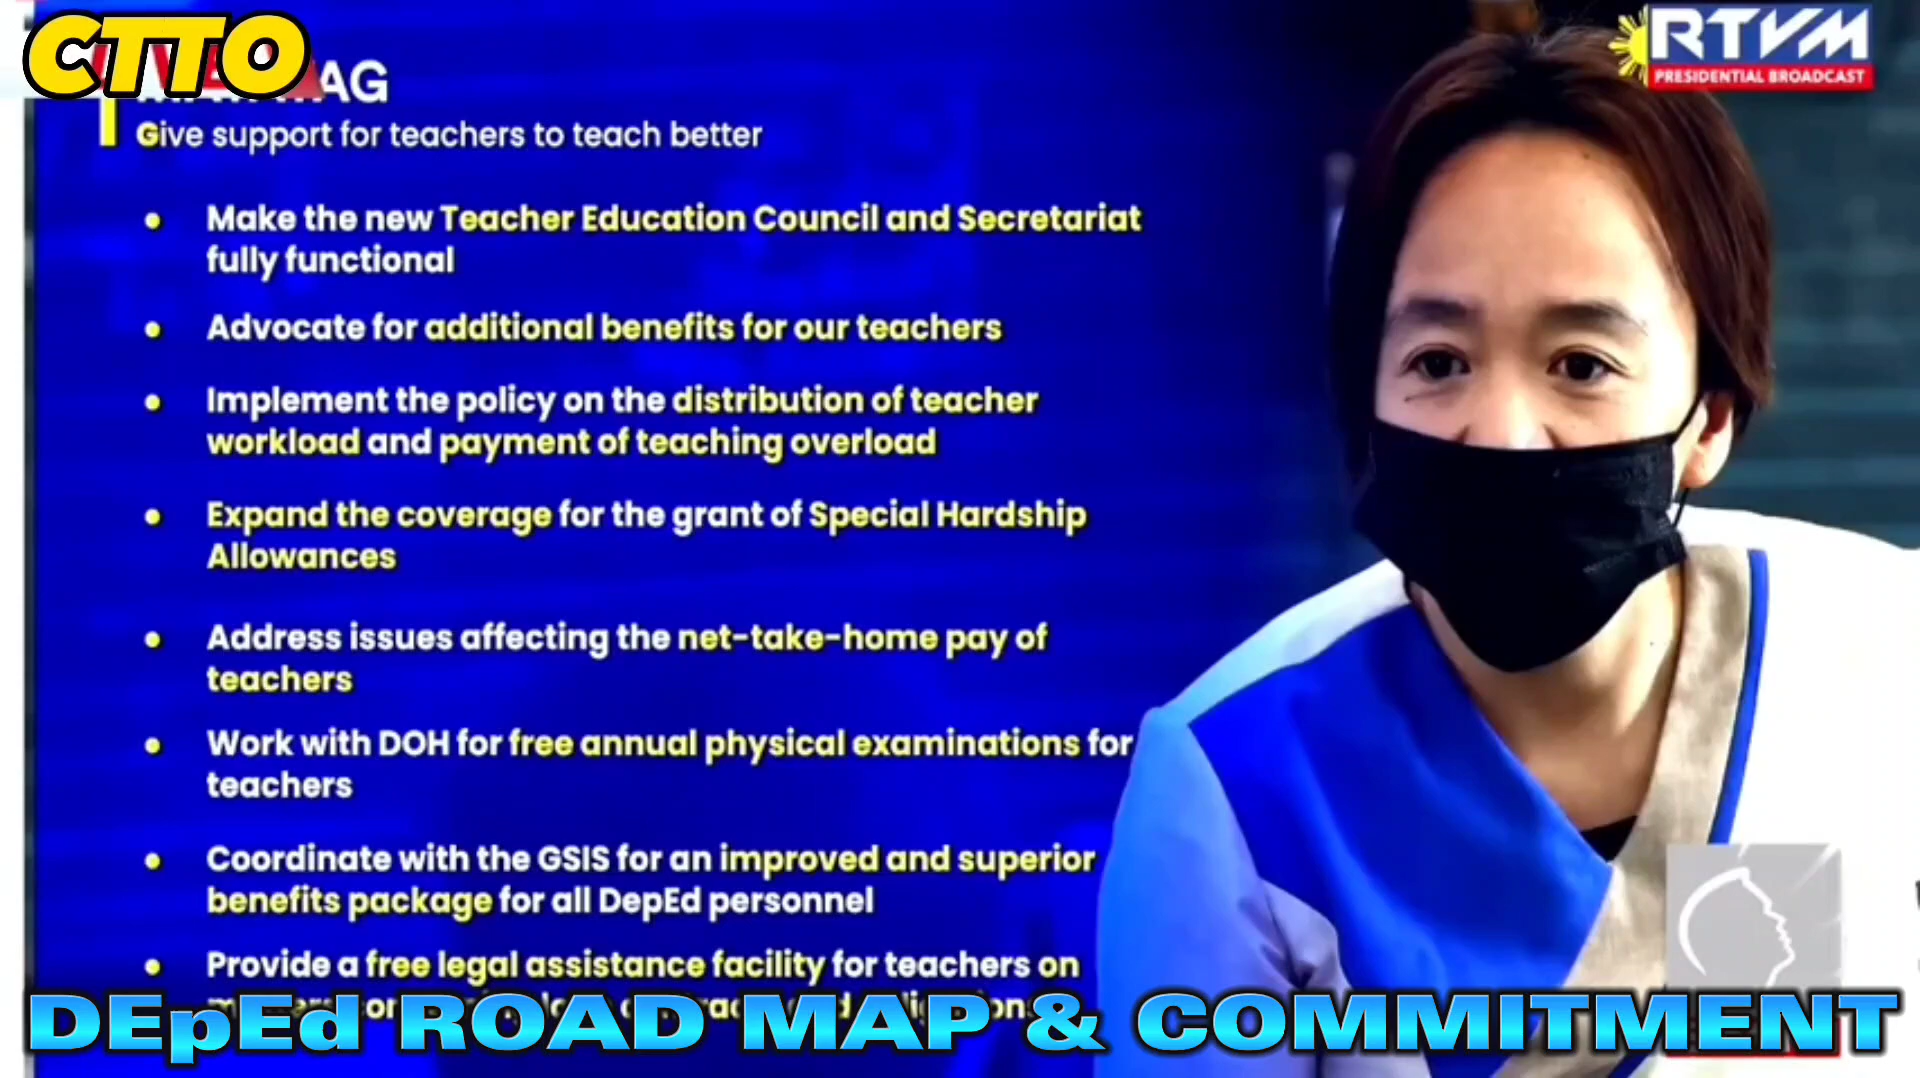 CTTO
RTVM
PRESIDENTIAL BROADCAST
Give support for teachers to teach better
Make the new Teacher Education Council and Secretariat
fully functional
Advocate for additional benefits for our teachers
Implement the policy on the distribution of teacher
workload and payment of teaching overload
Expand the coverage for the grant of Special Hardship
Allowances
Address issues affecting the net-take-home pay of
teachers
Work with DOH for free annual physical examinations for
teachers
Coordinate with the GSIS for an improved and superior
benefits package for all DepEd personnel
Provide a free legal assistance facility for teachers on
DEpEd ROAD MAP & COMMITMENT